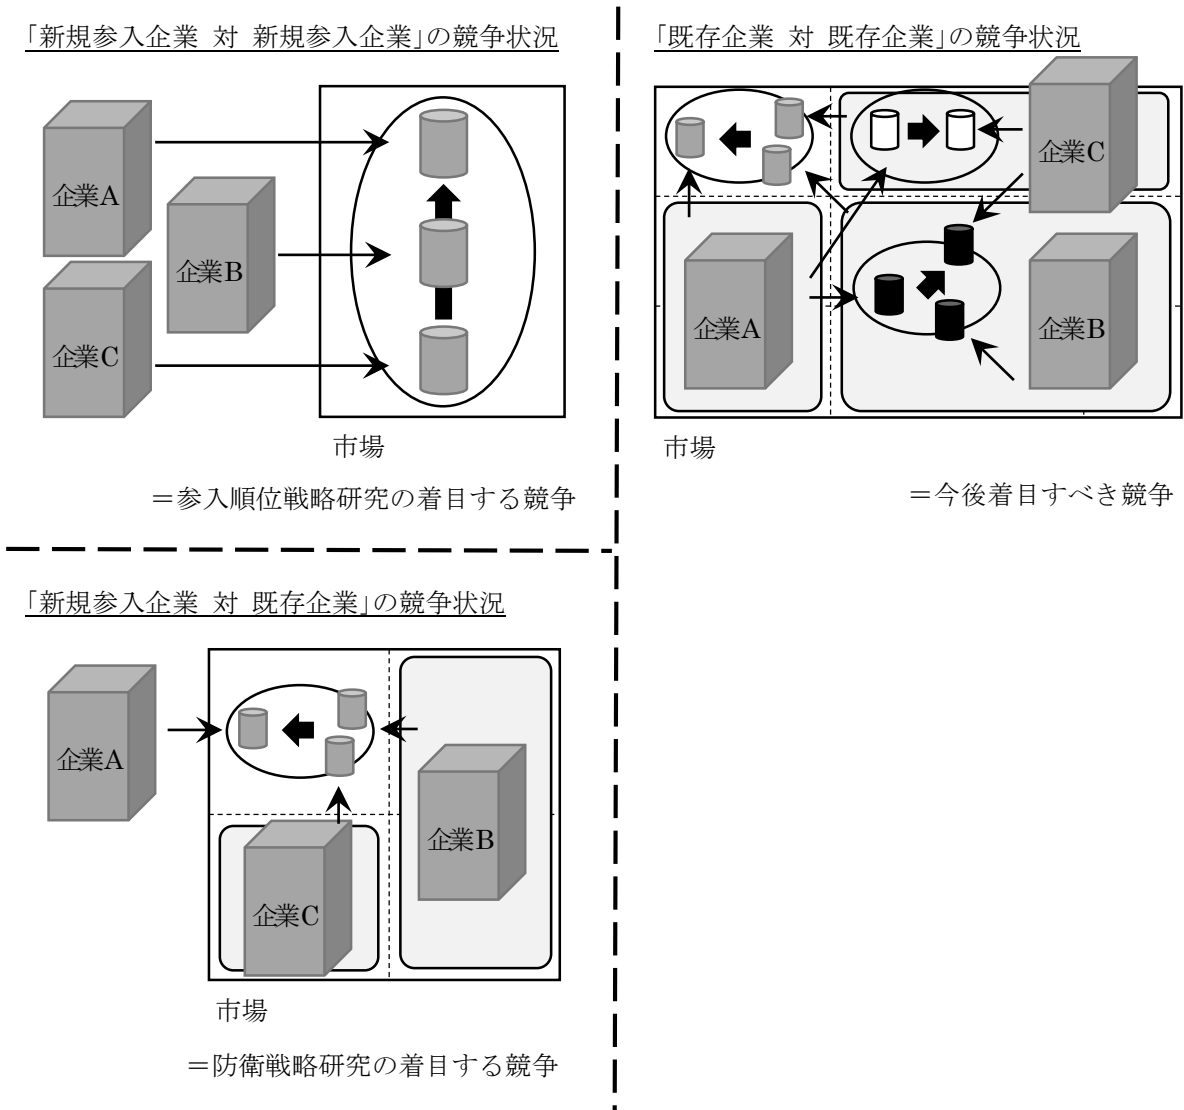 「新規参入企業 対 新規参入企業」の競争状況
企業A
企業B
企業C
市場
＝参入順位戦略研究の着目する競争
「既存企業 対 既存企業」の競争状況
企業C
企業A
企業B
市場
＝今後着目すべき競争
「新規参入企業 対 既存企業」の競争状況
企業A
企業B
企業C
市場
＝防衛戦略研究の着目する競争